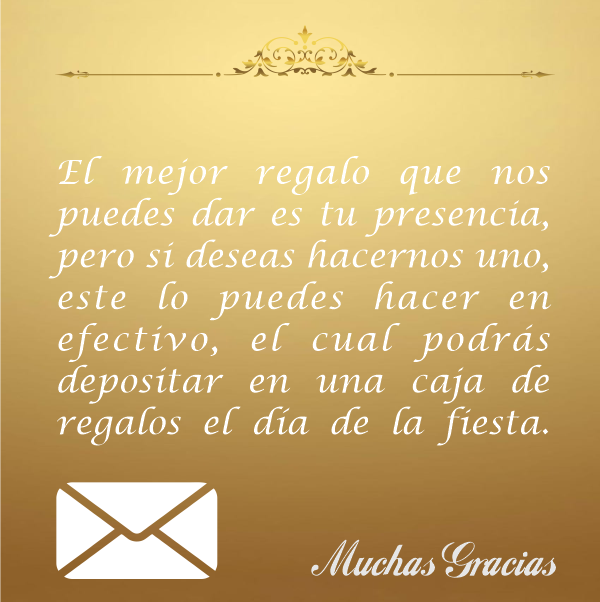 El mejor regalo que nos
puedes dar es tu presencia,
pero si deseas hacernos uno,
este lo puedes hacer en
efectivo, el cual podrás
depositar en una caja de
regalos el día de la fiesta.
Muchas Gracias